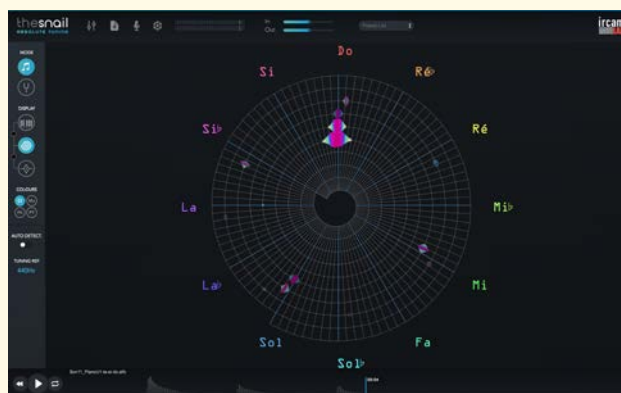 thesnail
ABSOLUTE TUNING
In
Out
ircam
MODE
DISPLAY
COLOURS
AUTO DETECT
TUNING REF
440Hz
Do
Ré♭
Ré
Mi♭
Mi
Fa
Sol♭
Sol
La♭
La
Si♭
Si